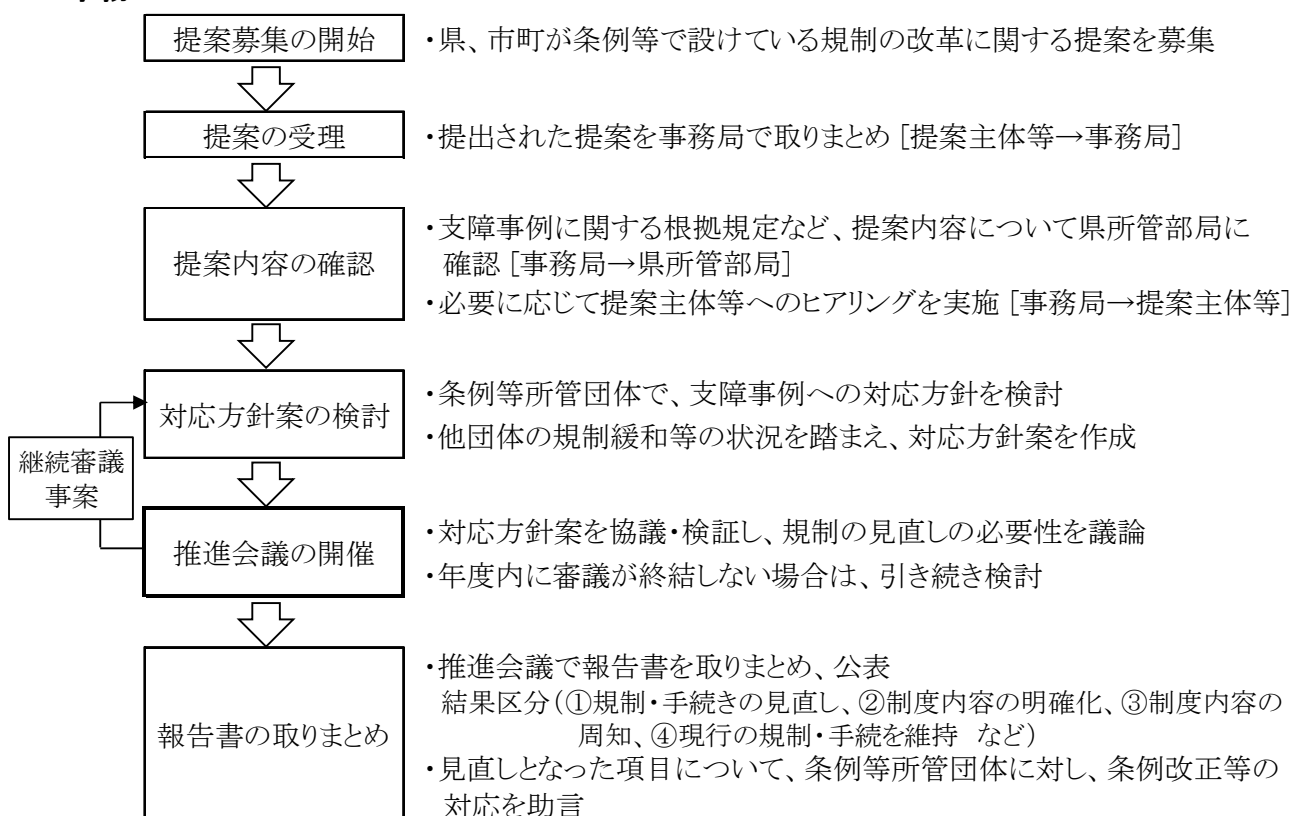 提案募集の開始
・県、市町が条例等で設けている規制の改革に関する提案を募集
提案の受理
・提出された提案を事務局で取りまとめ［提案主体等→事務局］
提案内容の確認
・支障事例に関する根拠規定など、提案内容について県所管部局に
確認［事務局→県所管部局］
・必要に応じて提案主体等へのヒアリングを実施［事務局→提案主体等］
対応方針案の検討
・条例等所管団体で、支障事例への対応方針を検討
・他団体の規制緩和等の状況を踏まえ、対応方針案を作成
継続審議
事案
推進会議の開催
・対応方針案を協議・検証し、規制の見直しの必要性を議論
・年度内に審議が終結しない場合は、引き続き検討
報告書の取りまとめ
・推進会議で報告書を取りまとめ、公表
結果区分（①規制・手続きの見直し、②制度内容の明確化、③制度内容の
周知、④現行の規制・手続を維持　など）
・見直しとなった項目について、条例等所管団体に対し、条例改正等の
対応を助言